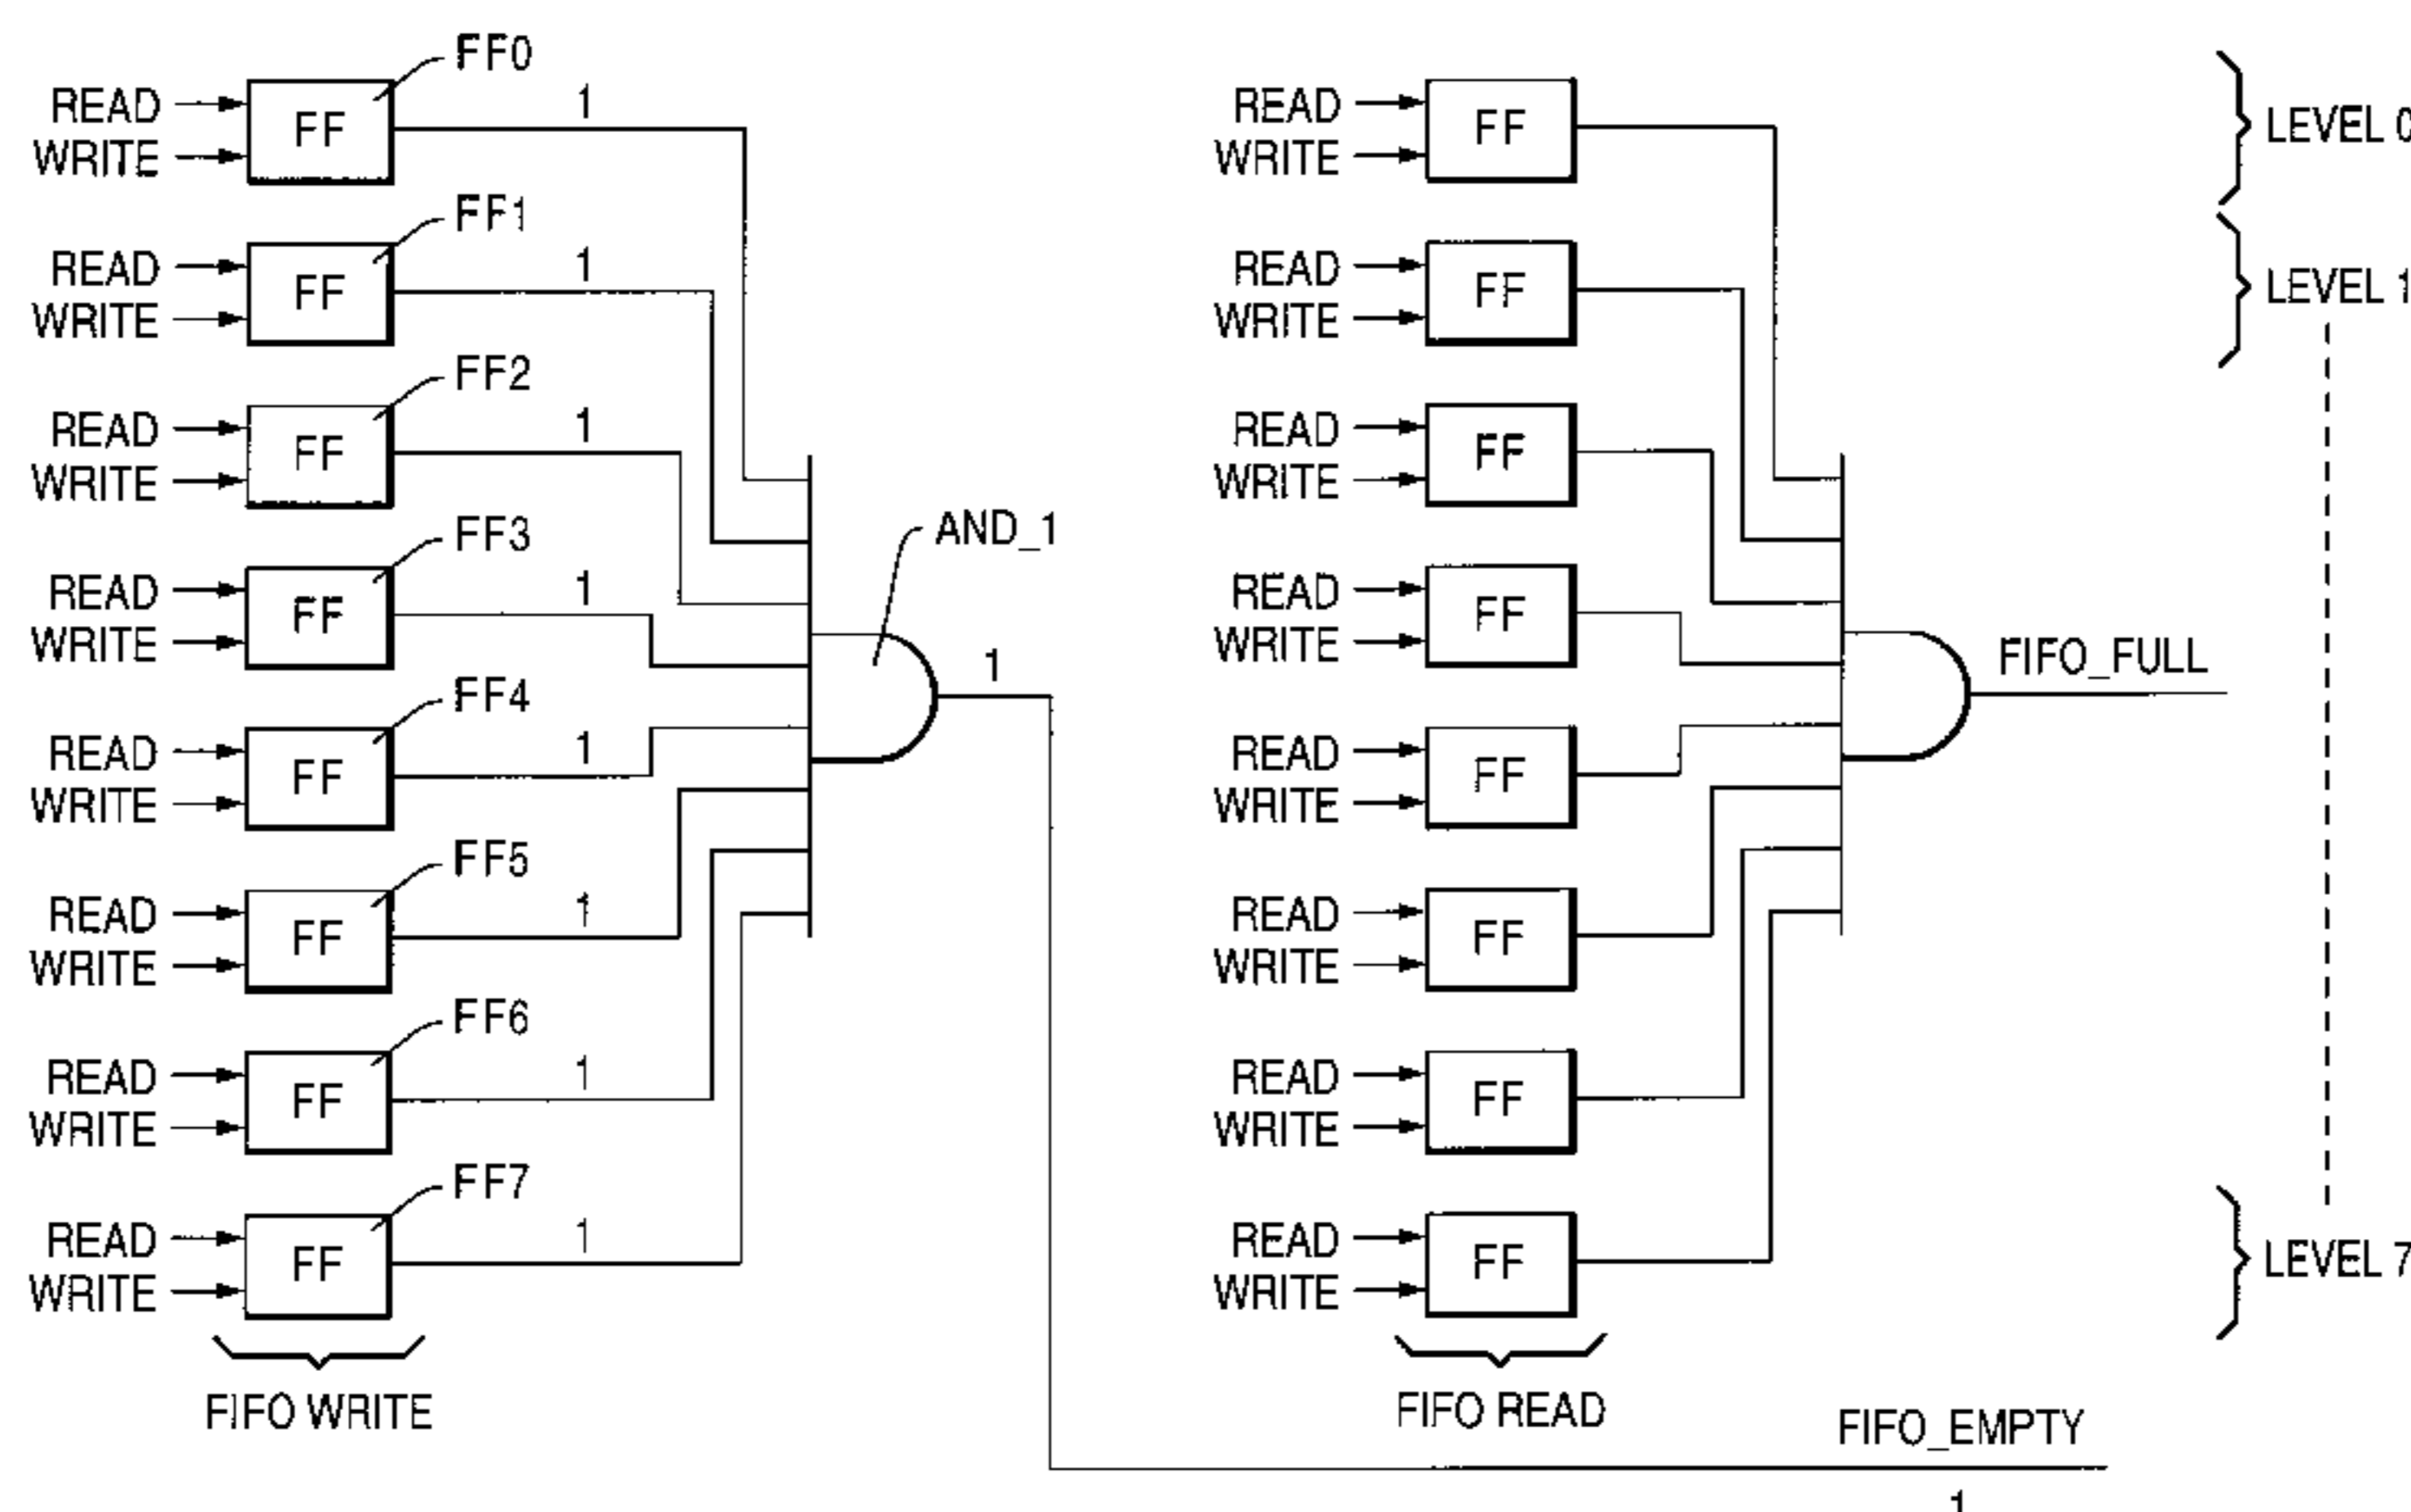 FF0
READ
WRITE
FF
1
READ
WRITE
FF
LEVEL 0
FF1
READ
WRITE
FF
1
READ
WRITE
FF
LEVEL 1
FF2
READ
WRITE
FF
1
READ
WRITE
FF
FF3
AND_1
READ
WRITE
FF
1
READ
WRITE
FF
1
FIFO_FULL
FF4
READ
WRITE
FF
1
READ
WRITE
FF
FF5
READ
WRITE
FF
1
READ
WRITE
FF
FF6
READ
WRITE
FF
1
READ
WRITE
FF
FF7
READ
WRITE
FF
1
READ
WRITE
FF
LEVEL 7
FIFO WRITE
FIFO READ
FIFO_EMPTY
1